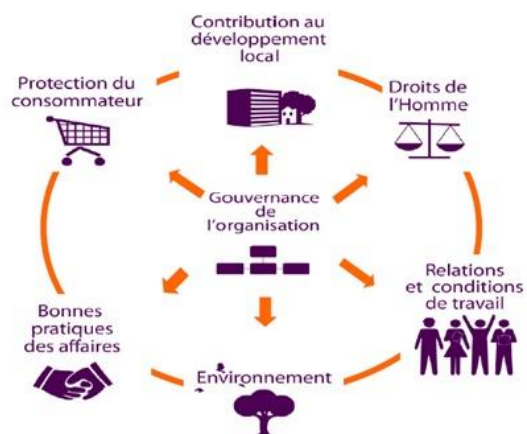 Contribution au
développement
local
Protection du
consommateur
Droits de
l'Homme
Gouvernance
de
l'organisation
Relations
et conditions
de travail
Bonnes
pratiques
des affaires
Environnement